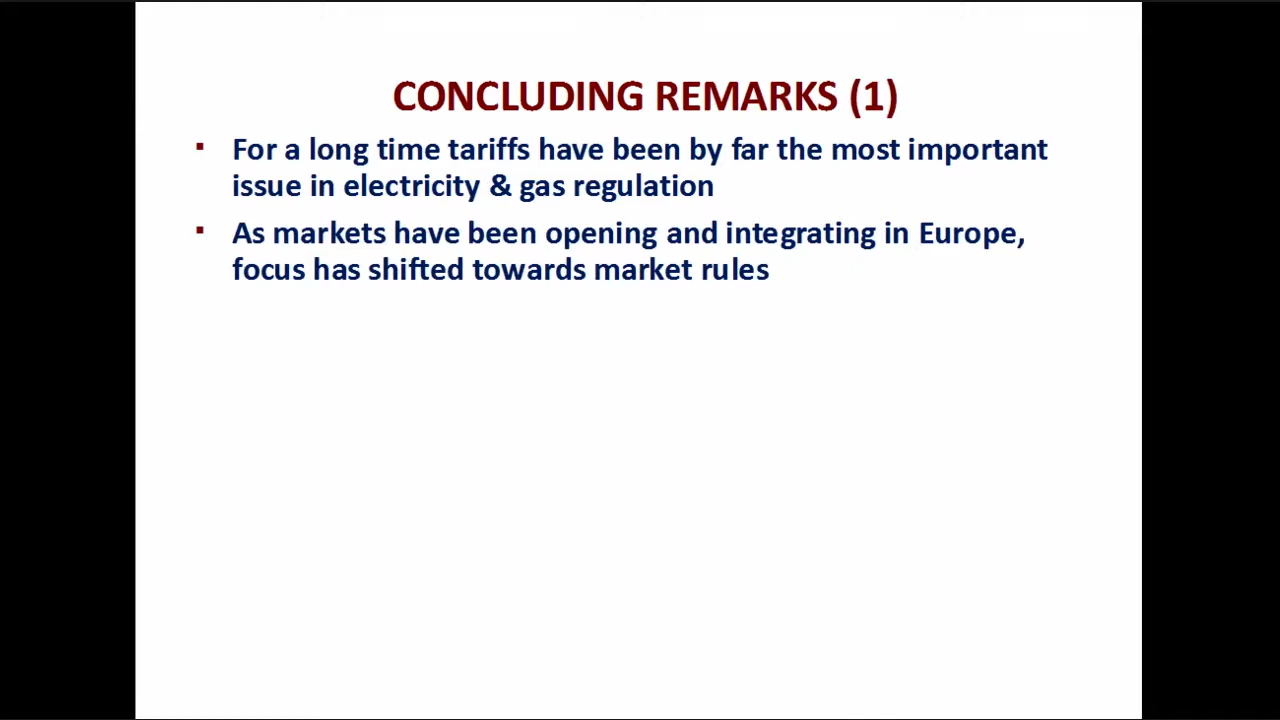 CONCLUDING REMARKS (1)
▪ For a long time tariffs have been by far the most important
issue in electricity & gas regulation
▪ As markets have been opening and integrating in Europe,
focus has shifted towards market rules